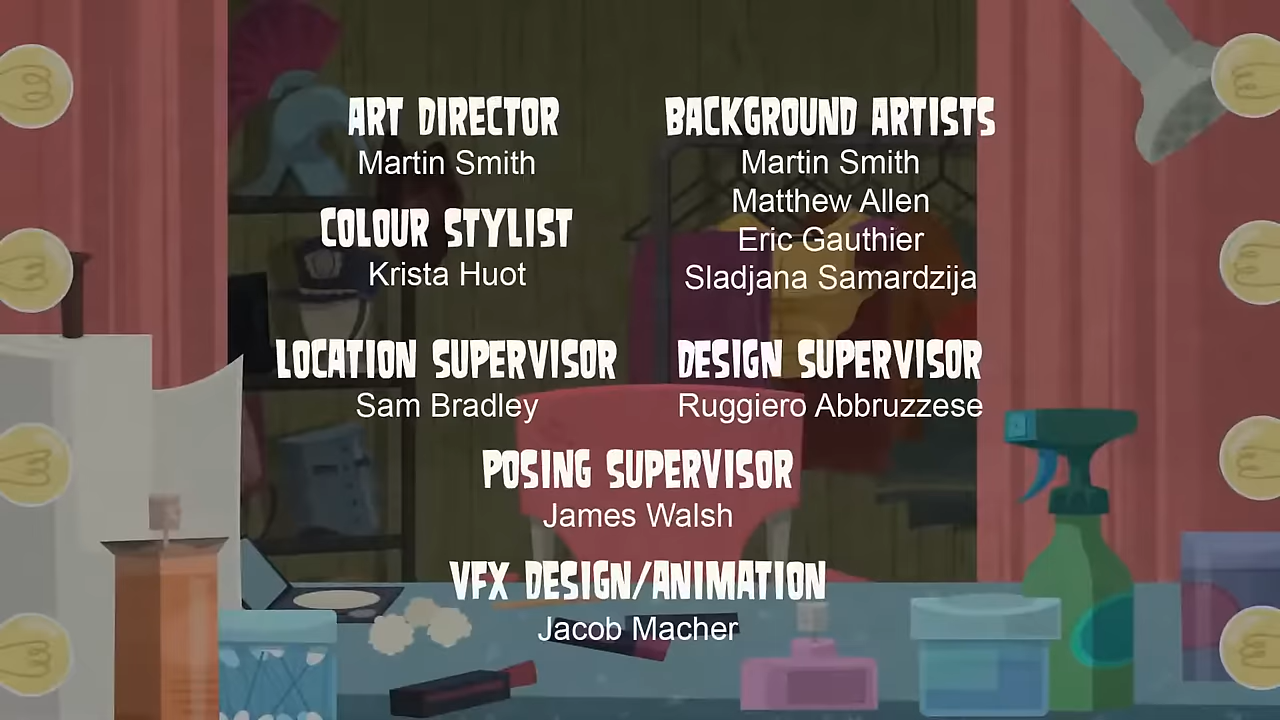 ART DIRECTOR
Martin Smith
COLOUR STYLIST
Krista Huot
BACKGROUND ARTISTS
Martin Smith
Matthew Allen
Eric Gauthier
Sladjana Samardzija
LOCATION SUPERVISOR
Sam Bradley
DESIGN SUPERVISOR
Ruggiero Abbruzzese
POSING SUPERVISOR
James Walsh
VFX DESIGN/ANIMATION
Jacob Macher